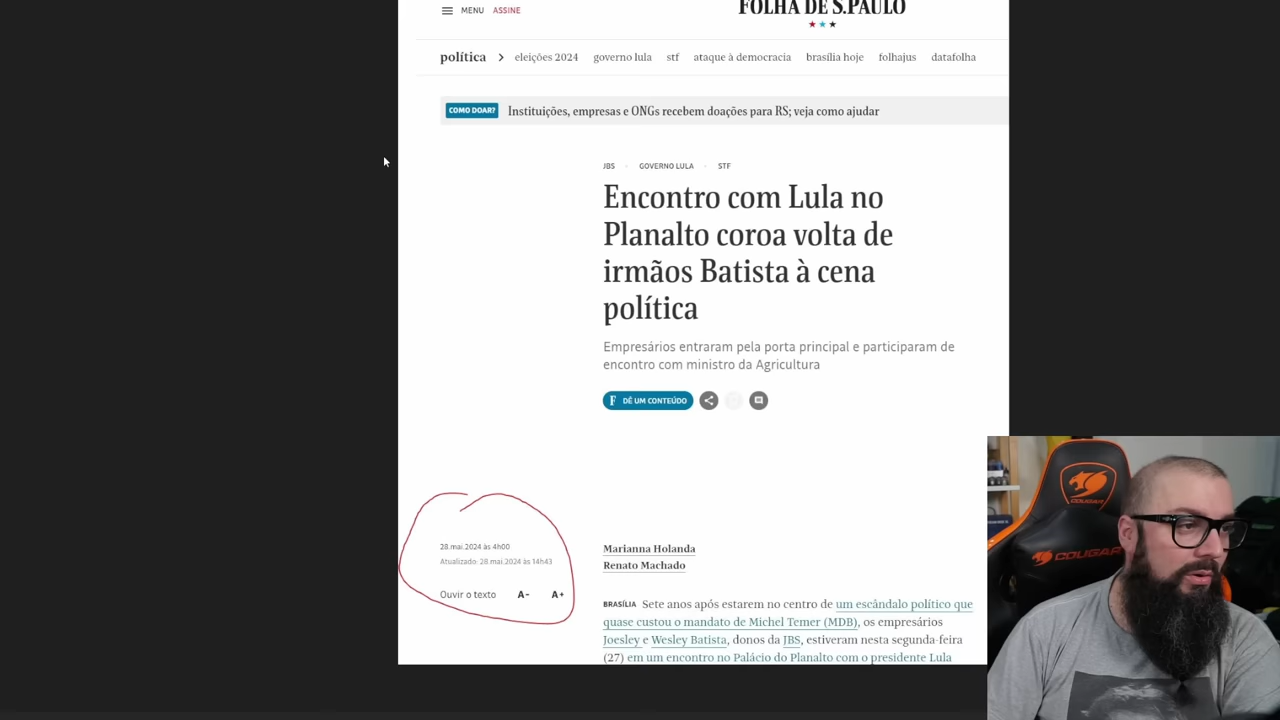 MENU ASSINE
FOLHA DE S.PAULO
política eleições 2024 governo lula stf ataque à democracia brasília hoje folhajus datafolha
COMO DOAR? Instituições, empresas e ONGs recebem doações para RS; veja como ajudar
JBS GOVERNO LULA STF
Encontro com Lula no
Planalto coroa volta de
irmãos Batista à cena
política
Empresários entraram pela porta principal e participaram de
encontro com ministro da Agricultura
F DÊ UM CONTEÚDO
28.mai.2024 às 4h00
Atualizado: 28.mai.2024 às 14h43
Ouvir o texto A- A+
Marianna Holanda
Renato Machado
BRASÍLIA Sete anos após estarem no centro de um escândalo político que
quase custou o mandato de Michel Temer (MDB), os empresários
Joesley e Wesley Batista, donos da JBS, estiveram nesta segunda-feira
(27) em um encontro no Palácio do Planalto com o presidente Lula
COUGAR
COUGAR